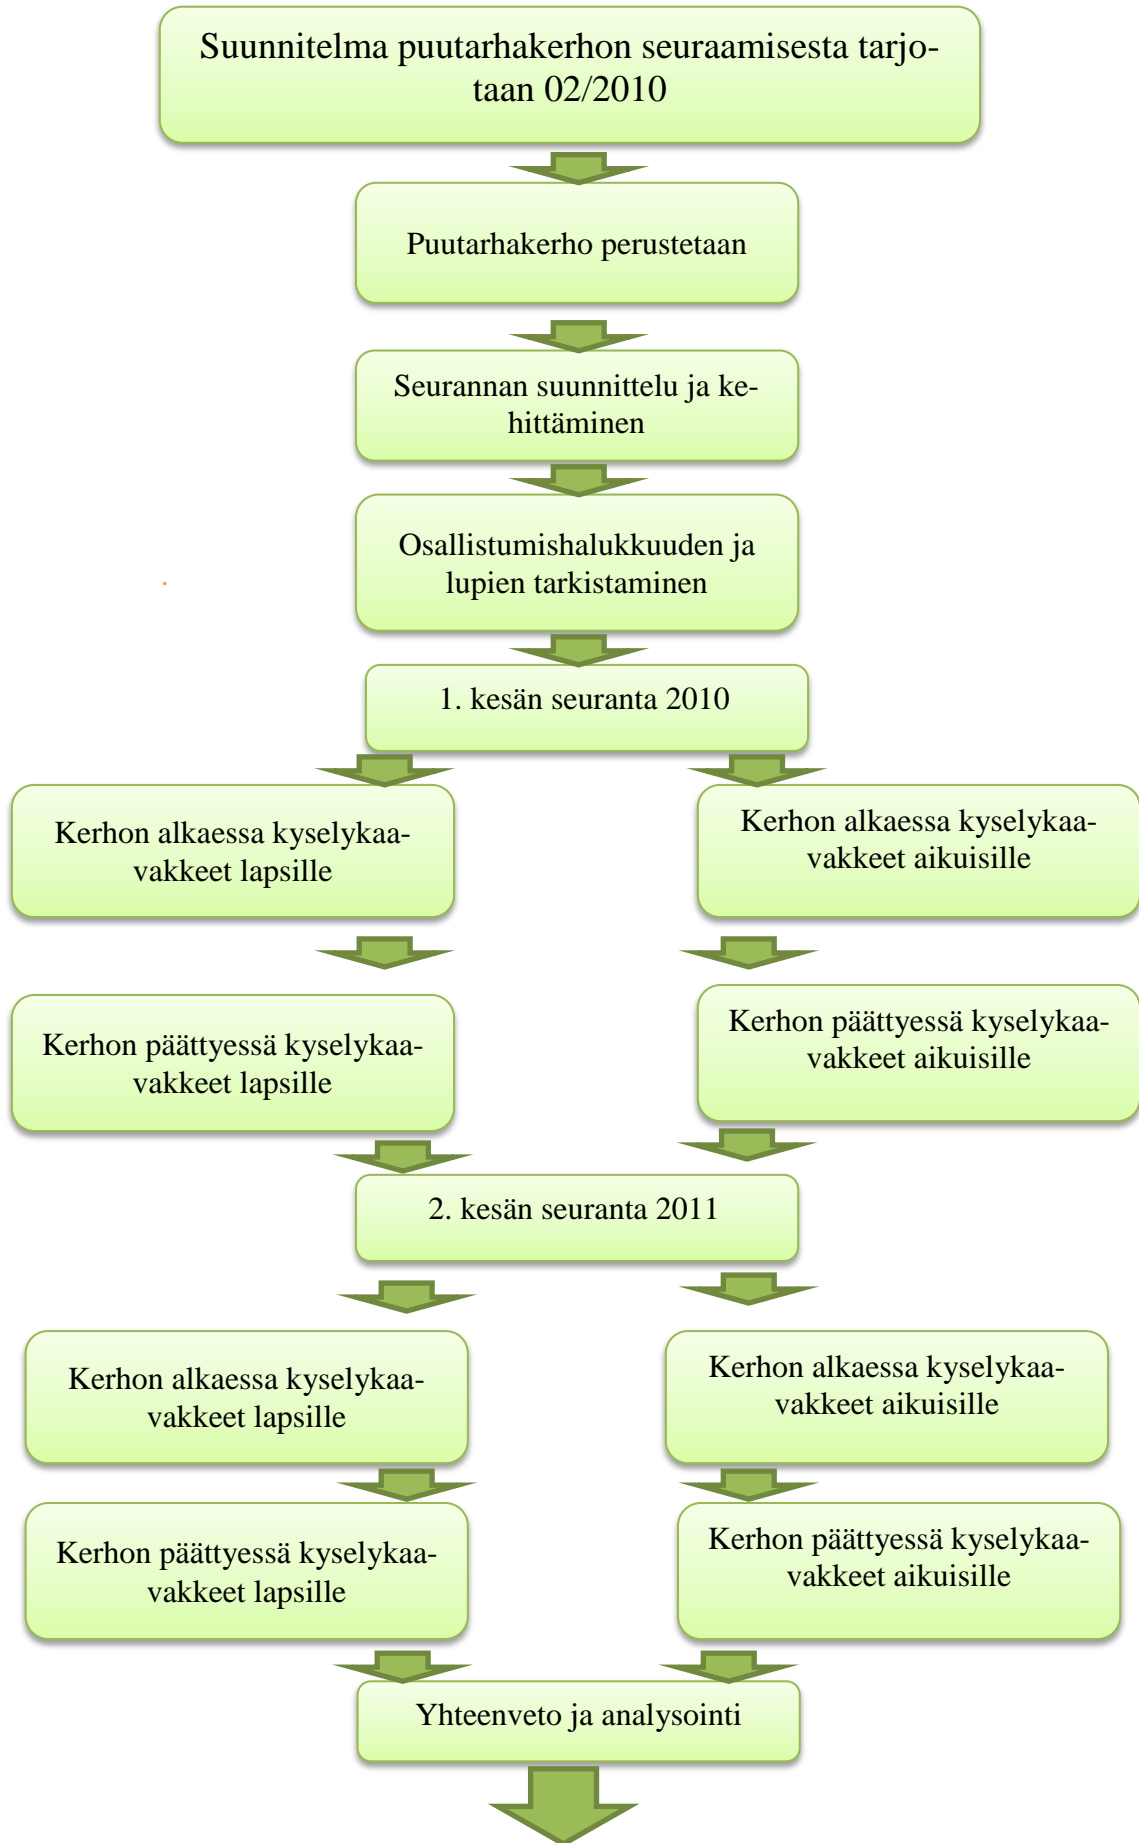 Suunnitelma puutarhakerhon seuraamisesta tarjo-
taan 02/2010
Puutarhakerho perustetaan
Seurannan suunnittelu ja ke-
hittäminen
Osallistumishalukkuuden ja
lupien tarkistaminen
1. kesän seuranta 2010
Kerhon alkaessa kyselykaa-
vakkeet lapsille
Kerhon alkaessa kyselykaa-
vakkeet aikuisille
Kerhon päättyessä kyselykaa-
vakkeet lapsille
Kerhon päättyessä kyselykaa-
vakkeet aikuisille
2. kesän seuranta 2011
Kerhon alkaessa kyselykaa-
vakkeet lapsille
Kerhon alkaessa kyselykaa-
vakkeet aikuisille
Kerhon päättyessä kyselykaa-
vakkeet lapsille
Kerhon päättyessä kyselykaa-
vakkeet aikuisille
Yhteenveto ja analysointi